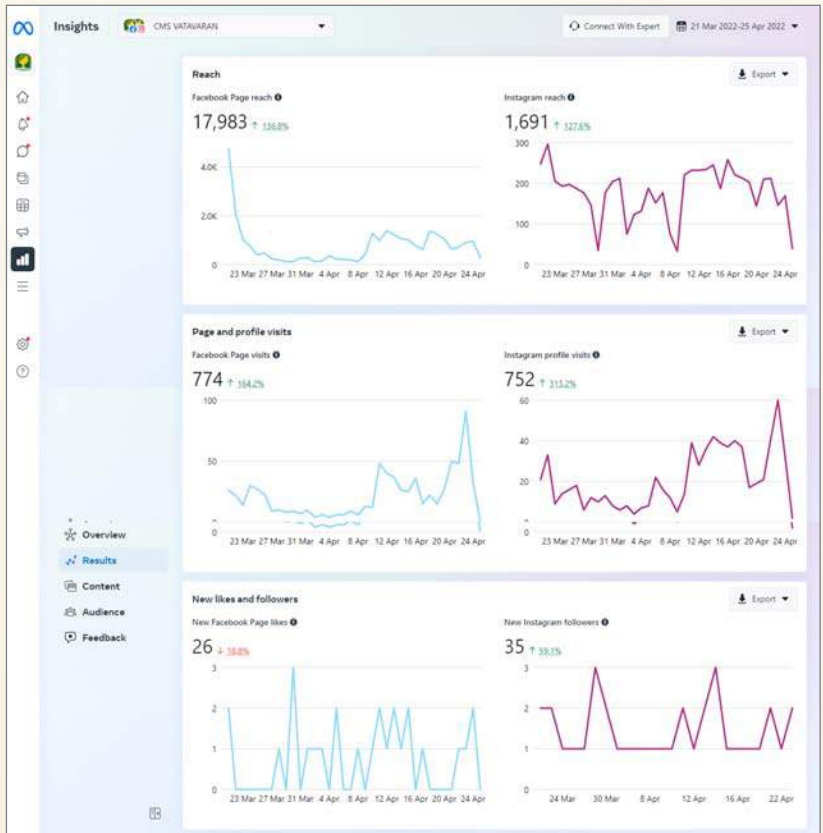 Insights
CMS VATAVARAN
Connect With Expert
21 Mar 2022-25 Apr 2022
Reach
Export
Facebook Page reach
17,983 ↑ 136.8%
4.0K
2.0K
0
23 Mar 27 Mar 31 Mar 4 Apr 8 Apr 12 Apr 16 Apr 20 Apr 24 Apr
Instagram reach
1,691 ↑ 127.6%
300
200
100
0
23 Mar 27 Mar 31 Mar 4 Apr 8 Apr 12 Apr 16 Apr 20 Apr 24 Apr
Page and profile visits
Export
Facebook Page visits
774 ↑ 164.2%
100
50
0
23 Mar 27 Mar 31 Mar 4 Apr 8 Apr 12 Apr 16 Apr 20 Apr 24 Apr
Instagram profile visits
752 ↑ 313.2%
60
40
20
0
23 Mar 27 Mar 31 Mar 4 Apr 8 Apr 12 Apr 16 Apr 20 Apr 24 Apr
Overview
Results
Content
Audience
Feedback
New likes and followers
Export
New Facebook Page likes
26 ↓ 18.8%
3
2
1
0
23 Mar 27 Mar 31 Mar 4 Apr 8 Apr 12 Apr 16 Apr 20 Apr 24 Apr
New Instagram followers
35 ↑ 59.1%
3
2
1
0
24 Mar 30 Mar 8 Apr 12 Apr 16 Apr 22 Apr